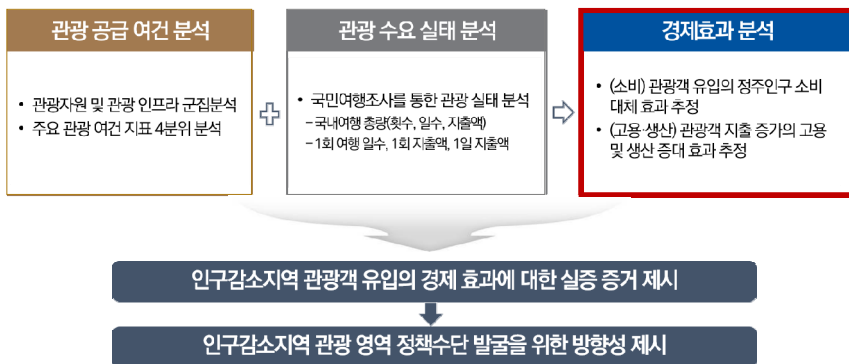 관광 공급 여건 분석
• 관광자원 및 관광 인프라 군집분석
• 주요 관광 여건 지표 4분위 분석
관광 수요 실태 분석
• 국민여행조사를 통한 관광 실태 분석
– 국내여행 총량(횟수, 일수, 지출액)
– 1회 여행 일수, 1회 지출액, 1일 지출액
경제효과 분석
• (소비) 관광객 유입의 정주인구 소비
대체 효과 추정
• (고용·생산) 관광객 지출 증가의 고용
및 생산 증대 효과 추정
인구감소지역 관광객 유입의 경제 효과에 대한 실증 증거 제시
인구감소지역 관광 영역 정책수단 발굴을 위한 방향성 제시